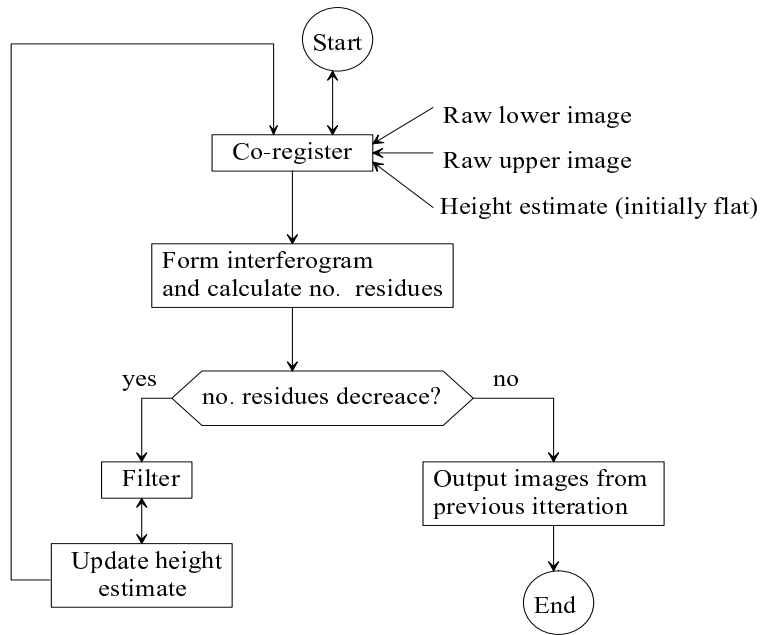 Start
Raw lower image
Co-register
Raw upper image
Height estimate (initially flat)
Form interferogram
and calculate no. residues
yes
no
no. residues decreace?
Filter
Output images from
previous itteration
Update height
estimate
End